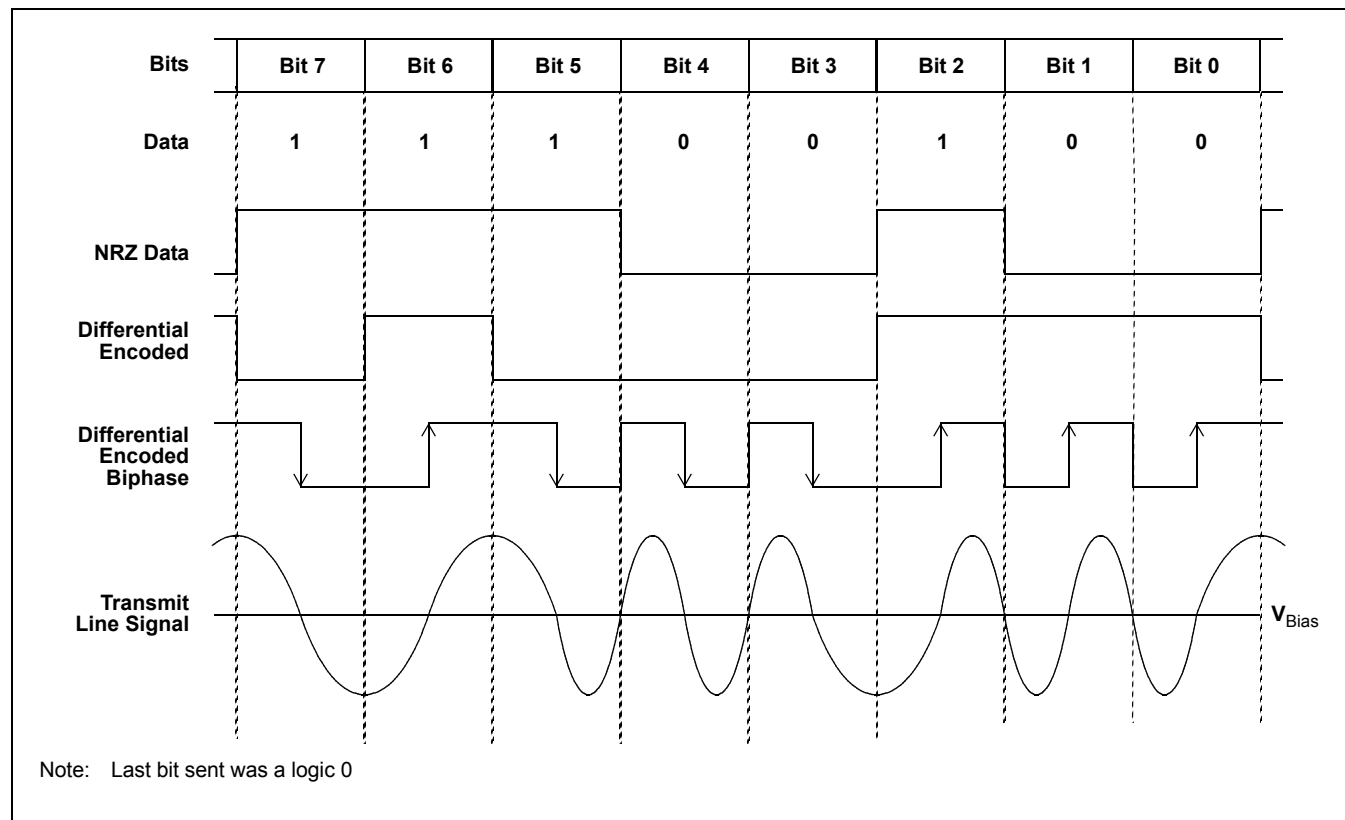 Bits Bit 7 Bit 6 Bit 5 Bit 4 Bit 3 Bit 2 Bit 1 Bit 0
Data 1 1 1 0 0 1 0 0
NRZ Data
Differential
Encoded
Differential
Encoded
Biphase
Transmit
Line Signal
VBias
Note: Last bit sent was a logic 0